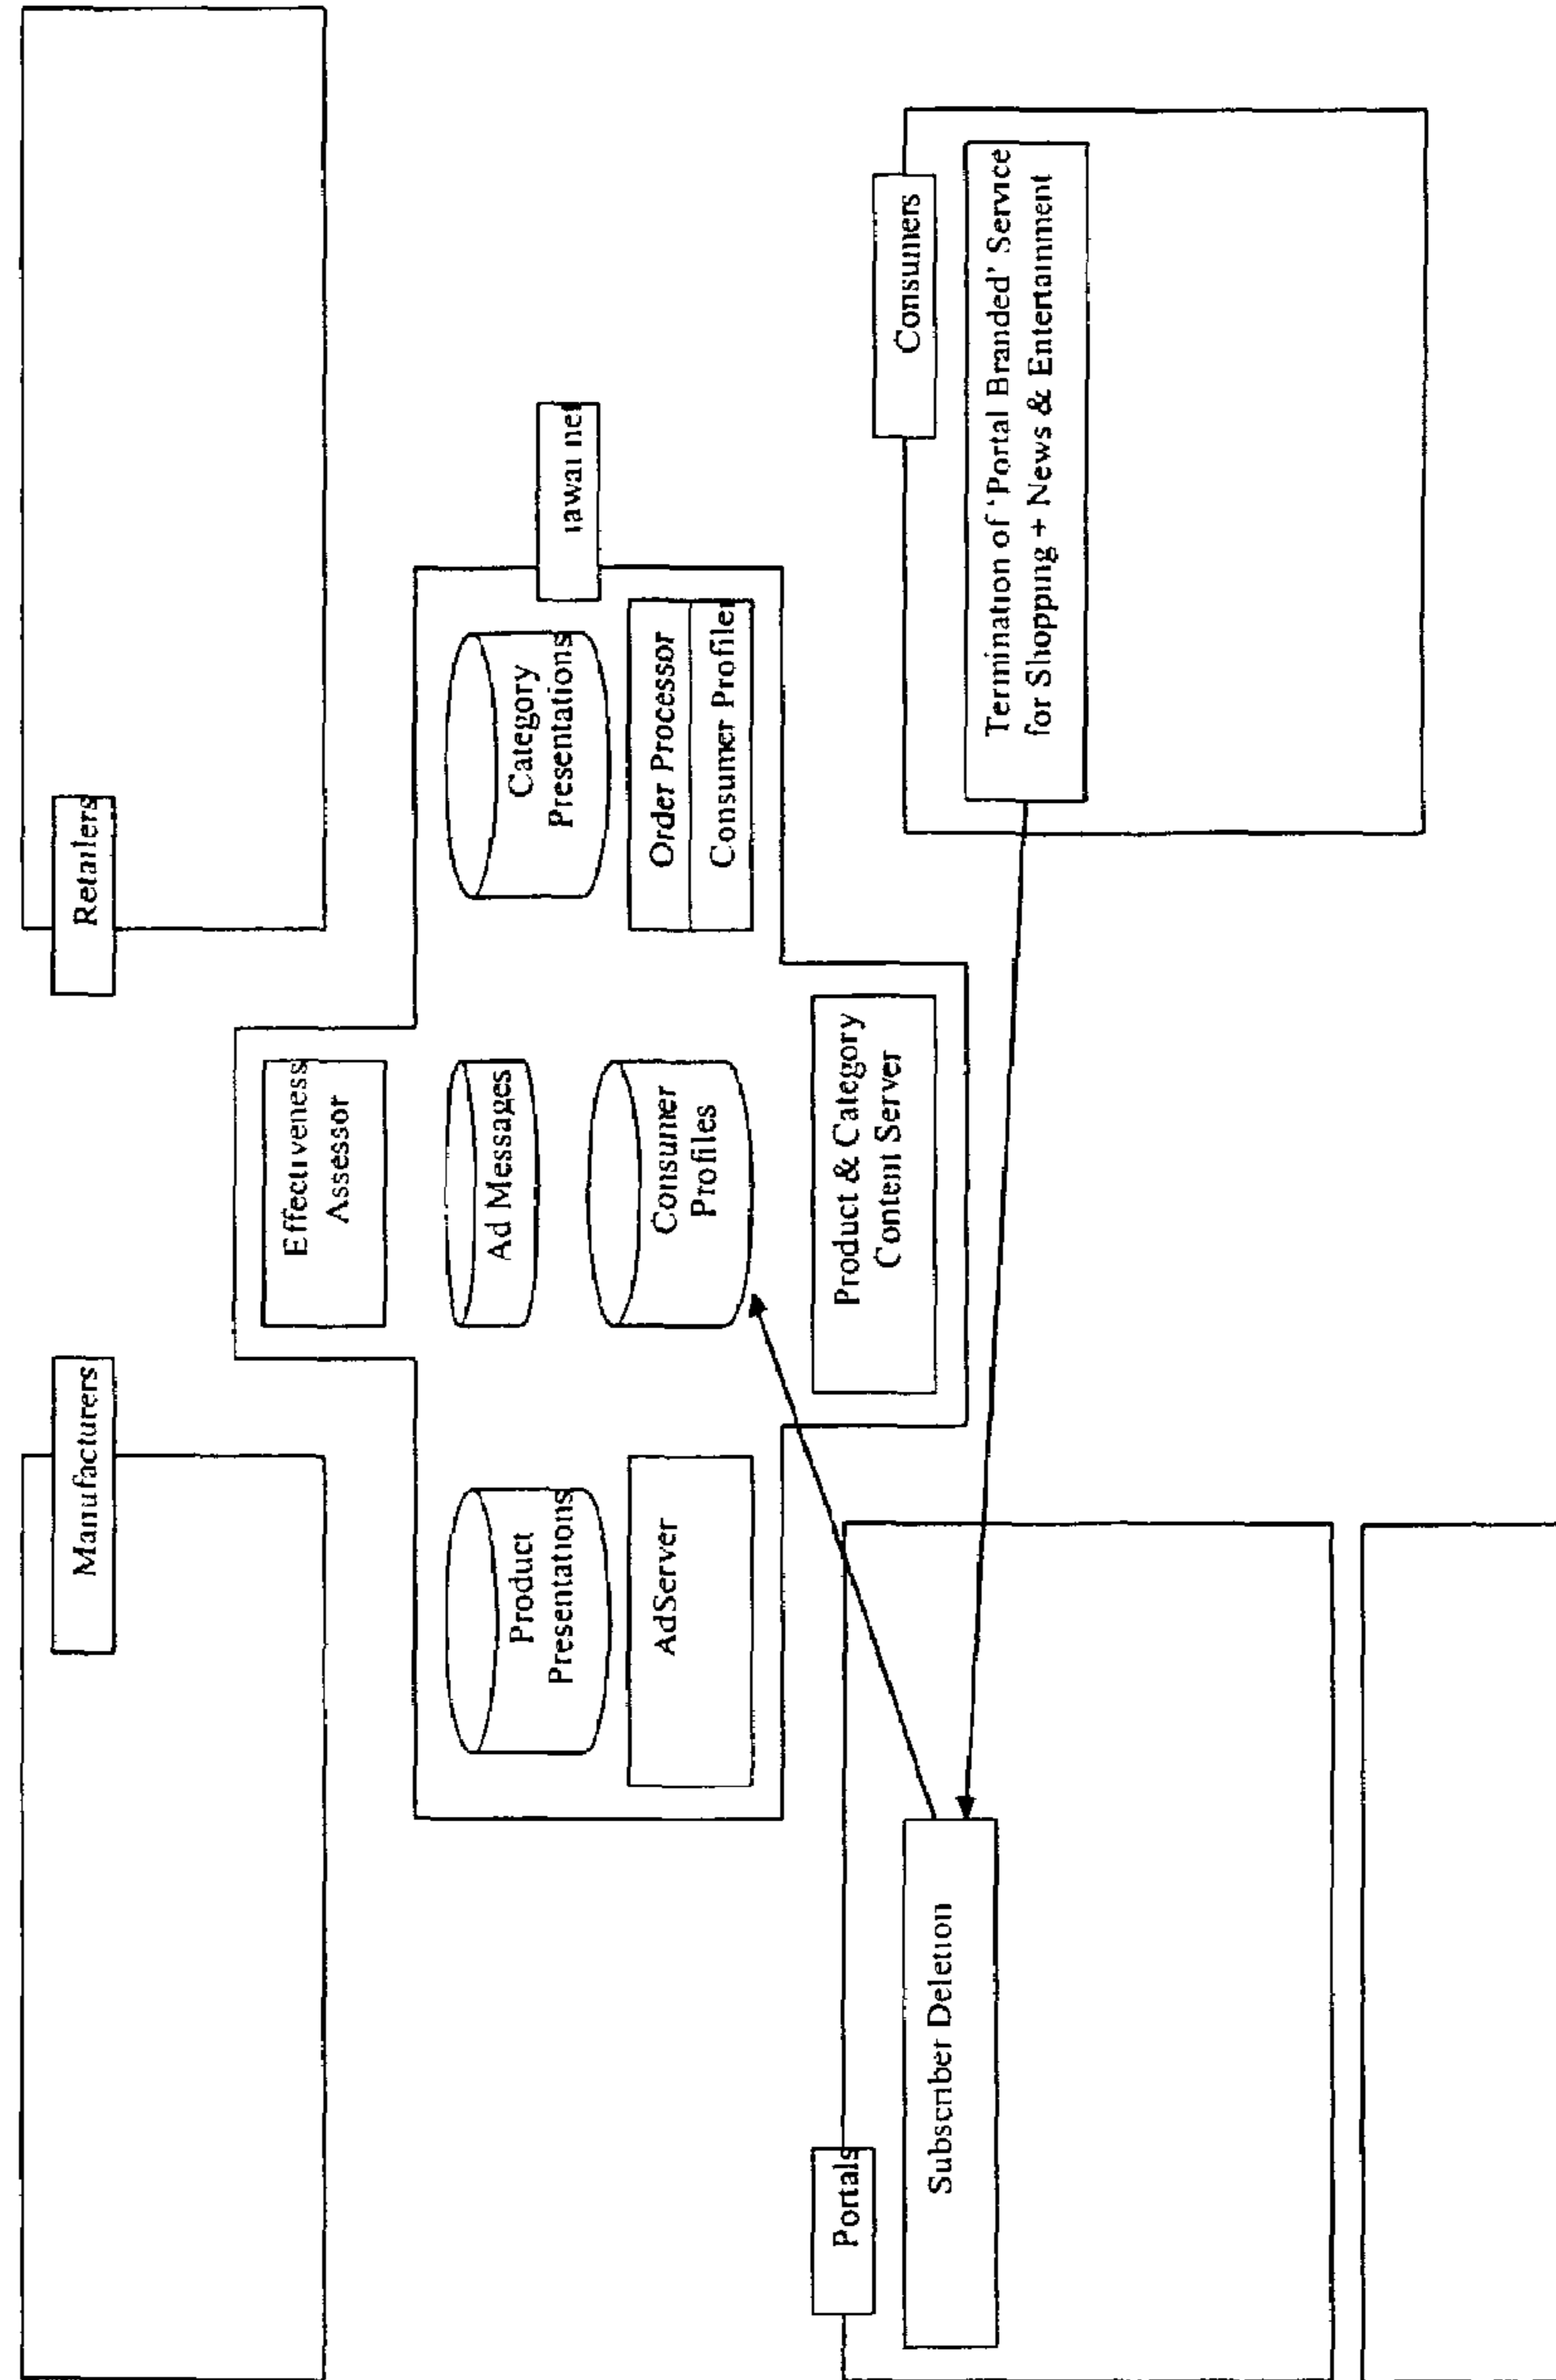 Manufacturers
Retailers
Effectiveness
Assessor
Product
Presentations
Ad Messages
Category
Presentations
AdServer
Consumer
Profiles
Order Processor
Consumer Profiler
Product & Category
Content Server
Portals
Subscriber Deletion
Consumers
Termination of 'Portal Branded' Service
for Shopping + News & Entertainment